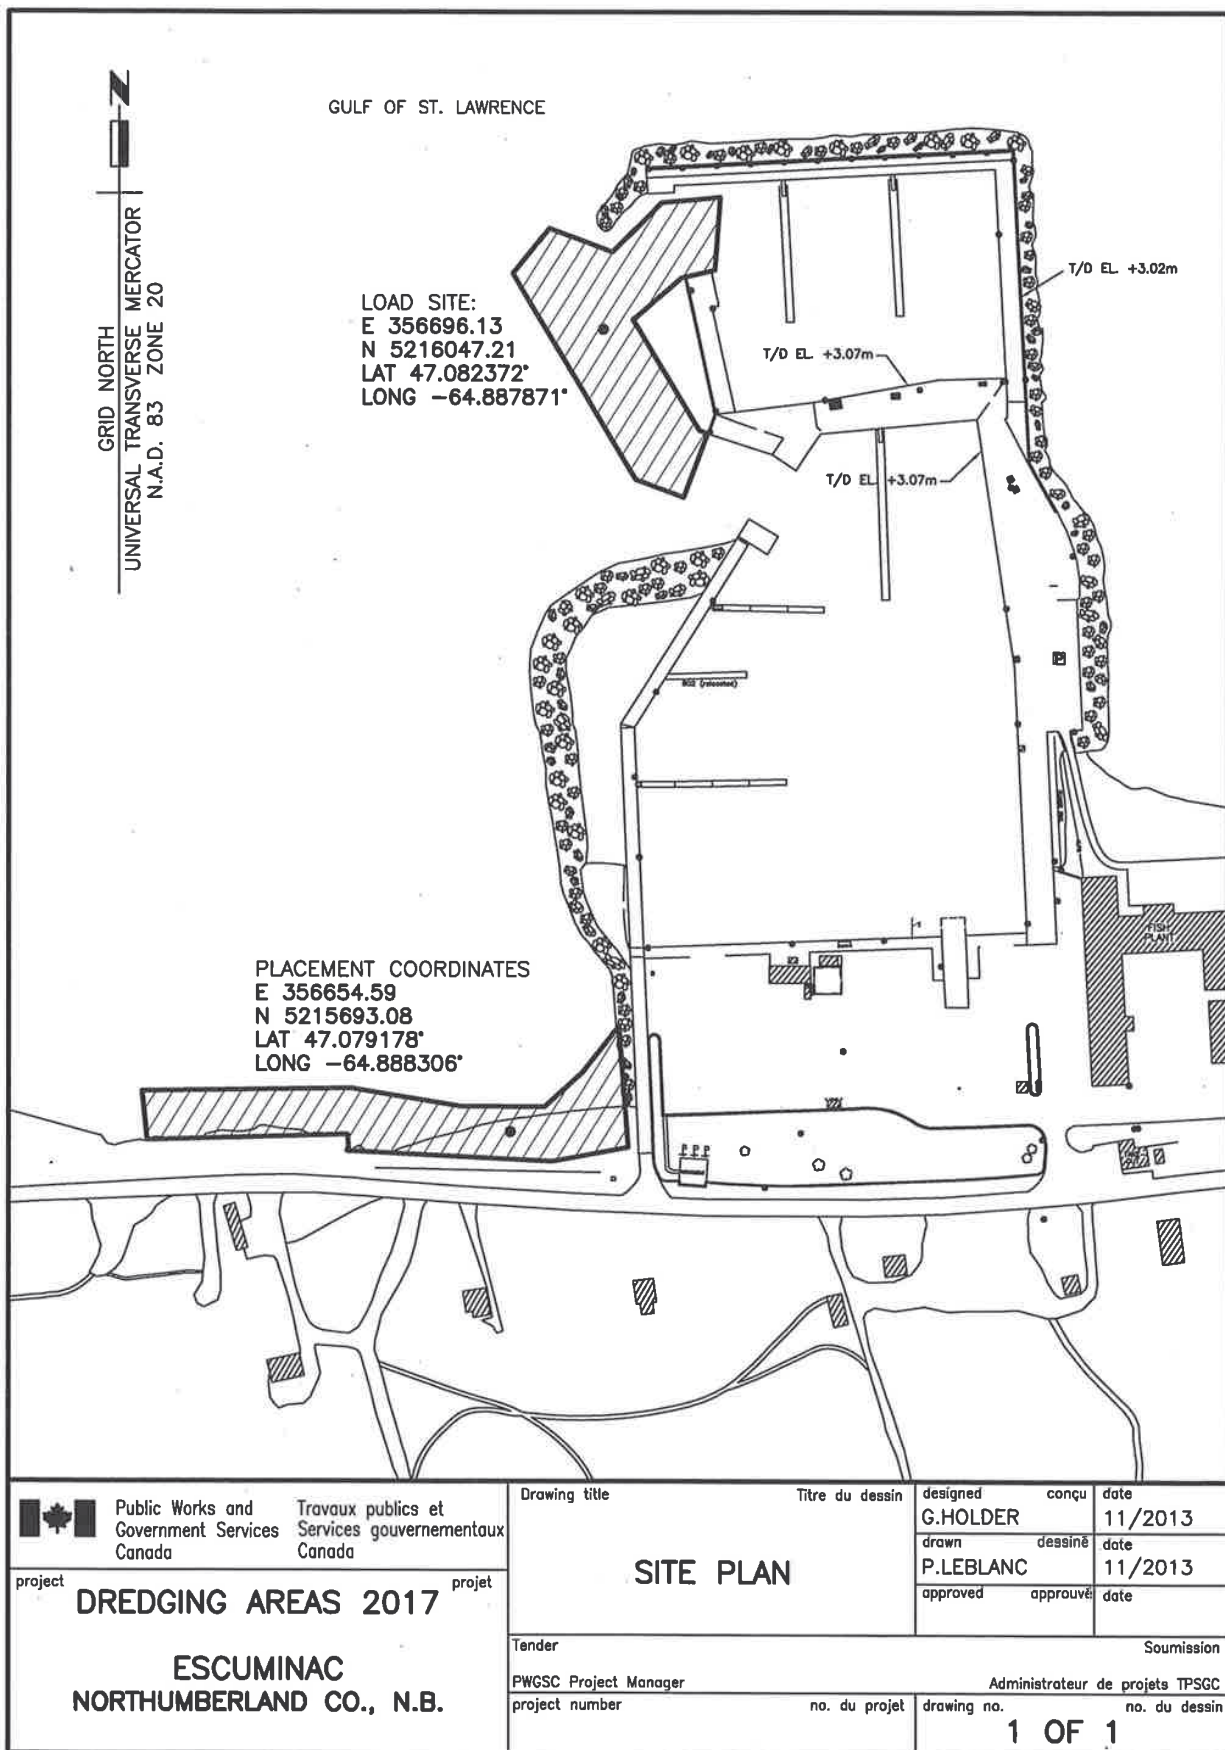 GULF OF ST. LAWRENCE
N
GRID NORTH
UNIVERSAL TRANSVERSE MERCATOR
N.A.D. 83 ZONE 20
LOAD SITE:
E 356696.13
N 5216047.21
LAT 47.082372°
LONG -64.887871°
T/D EL. +3.02m
T/D EL. +3.07m
T/D EL. +3.07m
802 (relocated)
FISH
PLANT
PLACEMENT COORDINATES
E 356654.59
N 5215693.08
LAT 47.079178°
LONG -64.888306°
P P P
Public Works and
Government Services
Canada
Travaux publics et
Services gouvernementaux
Canada
project
projet
DREDGING AREAS 2017
ESCUMINAC
NORTHUMBERLAND CO., N.B.
Drawing title
Titre du dessin
SITE PLAN
designed conçu
G.HOLDER
date
11/2013
drawn dessiné
P.LEBLANC
date
11/2013
approved approuvé
date
Tender
Soumission
PWGSC Project Manager
Administrateur de projets TPSGC
project number
no. du projet
drawing no.
no. du dessin
1 OF 1